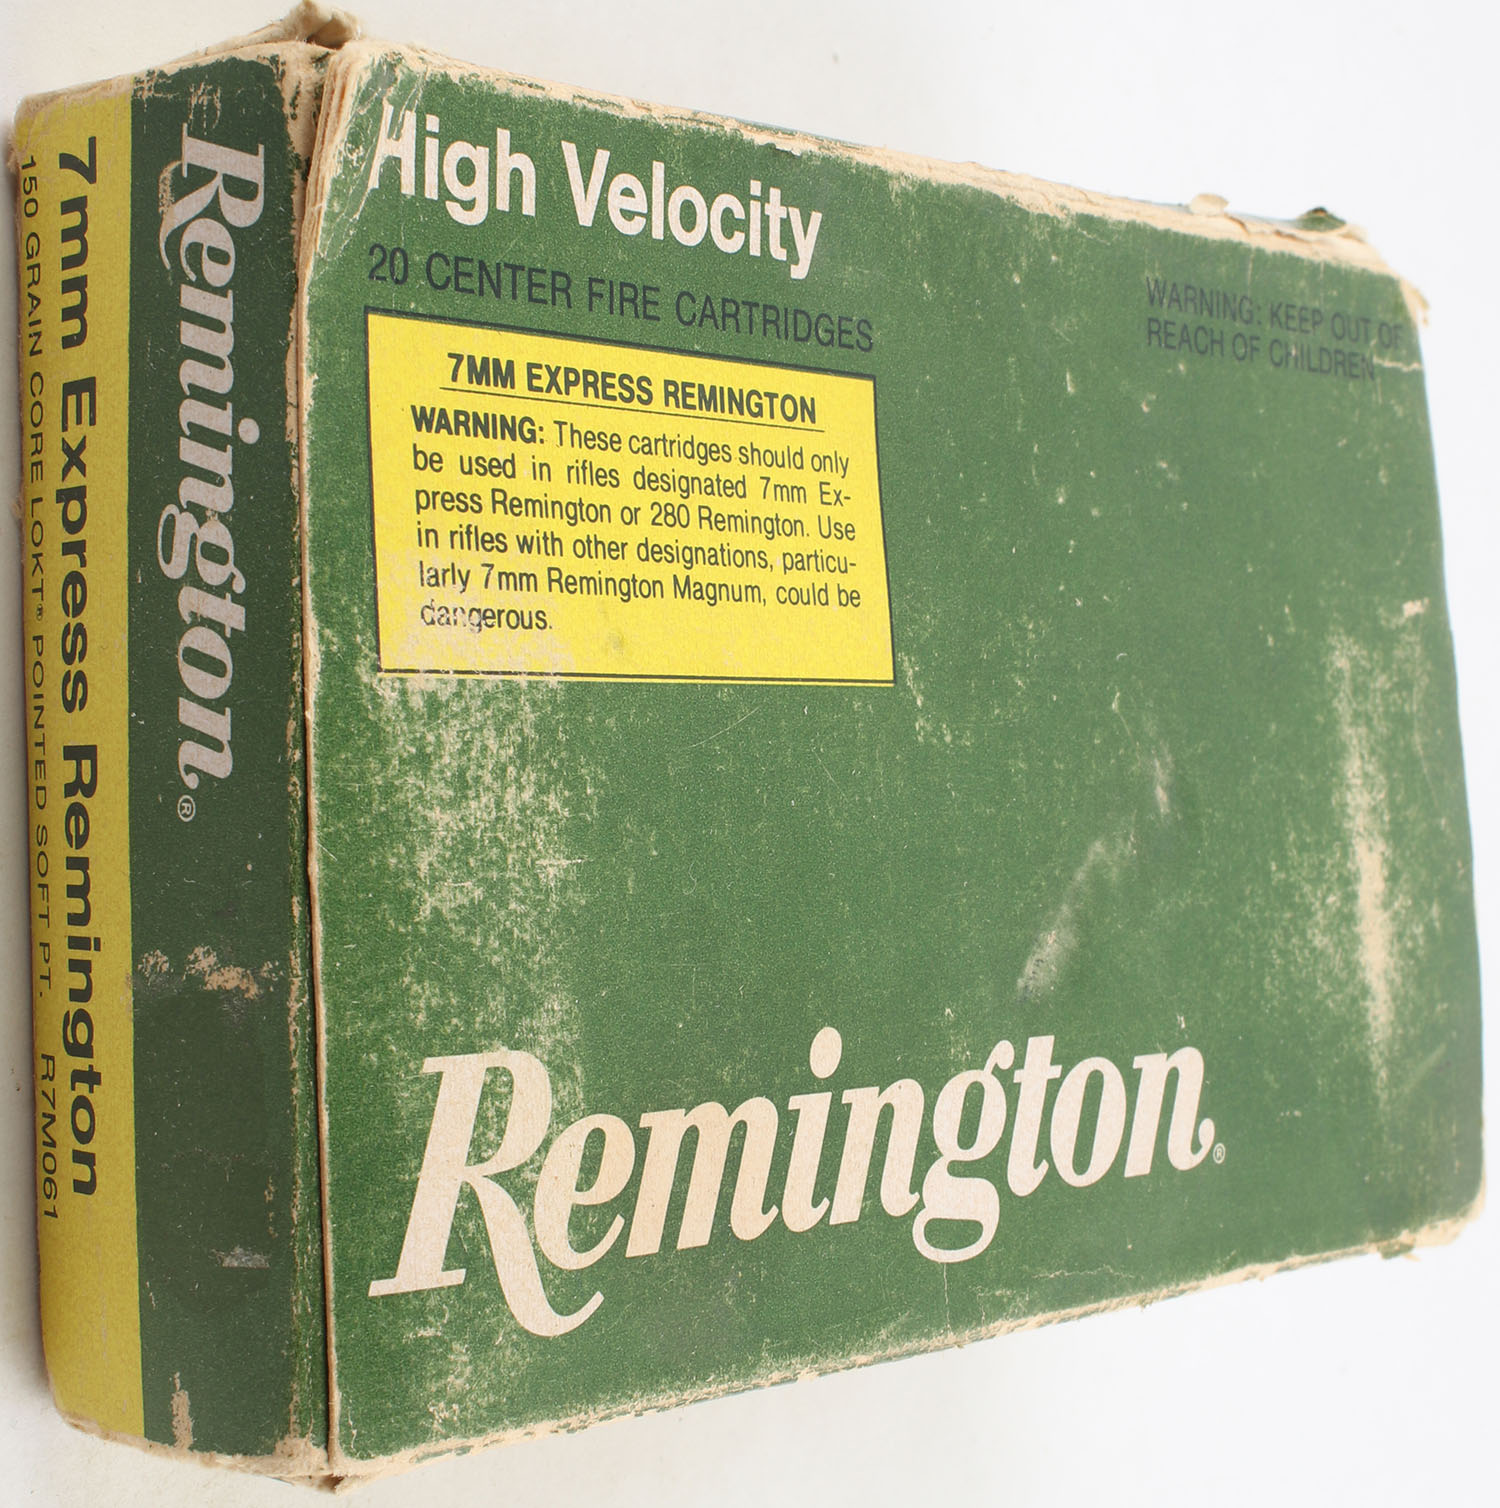 High Velocity
20 CENTER FIRE CARTRIDGES
WARNING: KEEP OUT OF
REACH OF CHILDREN
7MM EXPRESS REMINGTON
WARNING: These cartridges should only
be used in rifles designated 7mm Ex-
press Remington or 280 Remington. Use
in rifles with other designations, particu-
larly 7mm Remington Magnum, could be
dangerous.
Remington®
Remington®
7mm Express Remington
150 GRAIN CORE LOKT® POINTED SOFT PT. R7M061